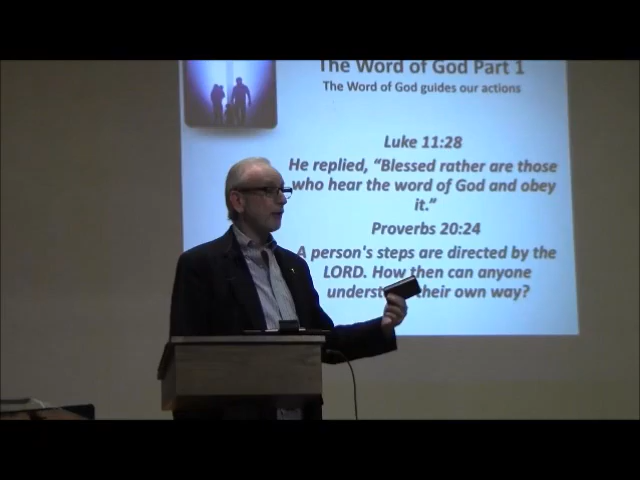 The Word of God Part 1
The Word of God guides our actions
Luke 11:28
He replied, “Blessed rather are those
who hear the word of God and obey
it.”
Proverbs 20:24
A person's steps are directed by the
LORD. How then can anyone
understand their own way?